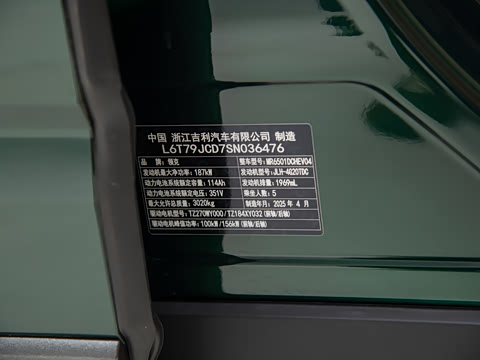 中国 浙江吉利汽车有限公司 制造
L6T79JCD7SN036476
品牌：领克 整车型号：MR6501DCHEV04
发动机最大净功率：187kW 发动机型号：JLH-4G20TDC
动力电池系统额定容量：114Ah 发动机排量：1969mL
动力电池系统额定电压：351V 乘坐人数：5
最大允许总质量：3020kg 制造年月：2025 年 4 月
驱动电机型号：TZ270WY000/TZ184XY032 (前轴/后轴)
驱动电机峰值功率：100kW/156kW (前轴/后轴)